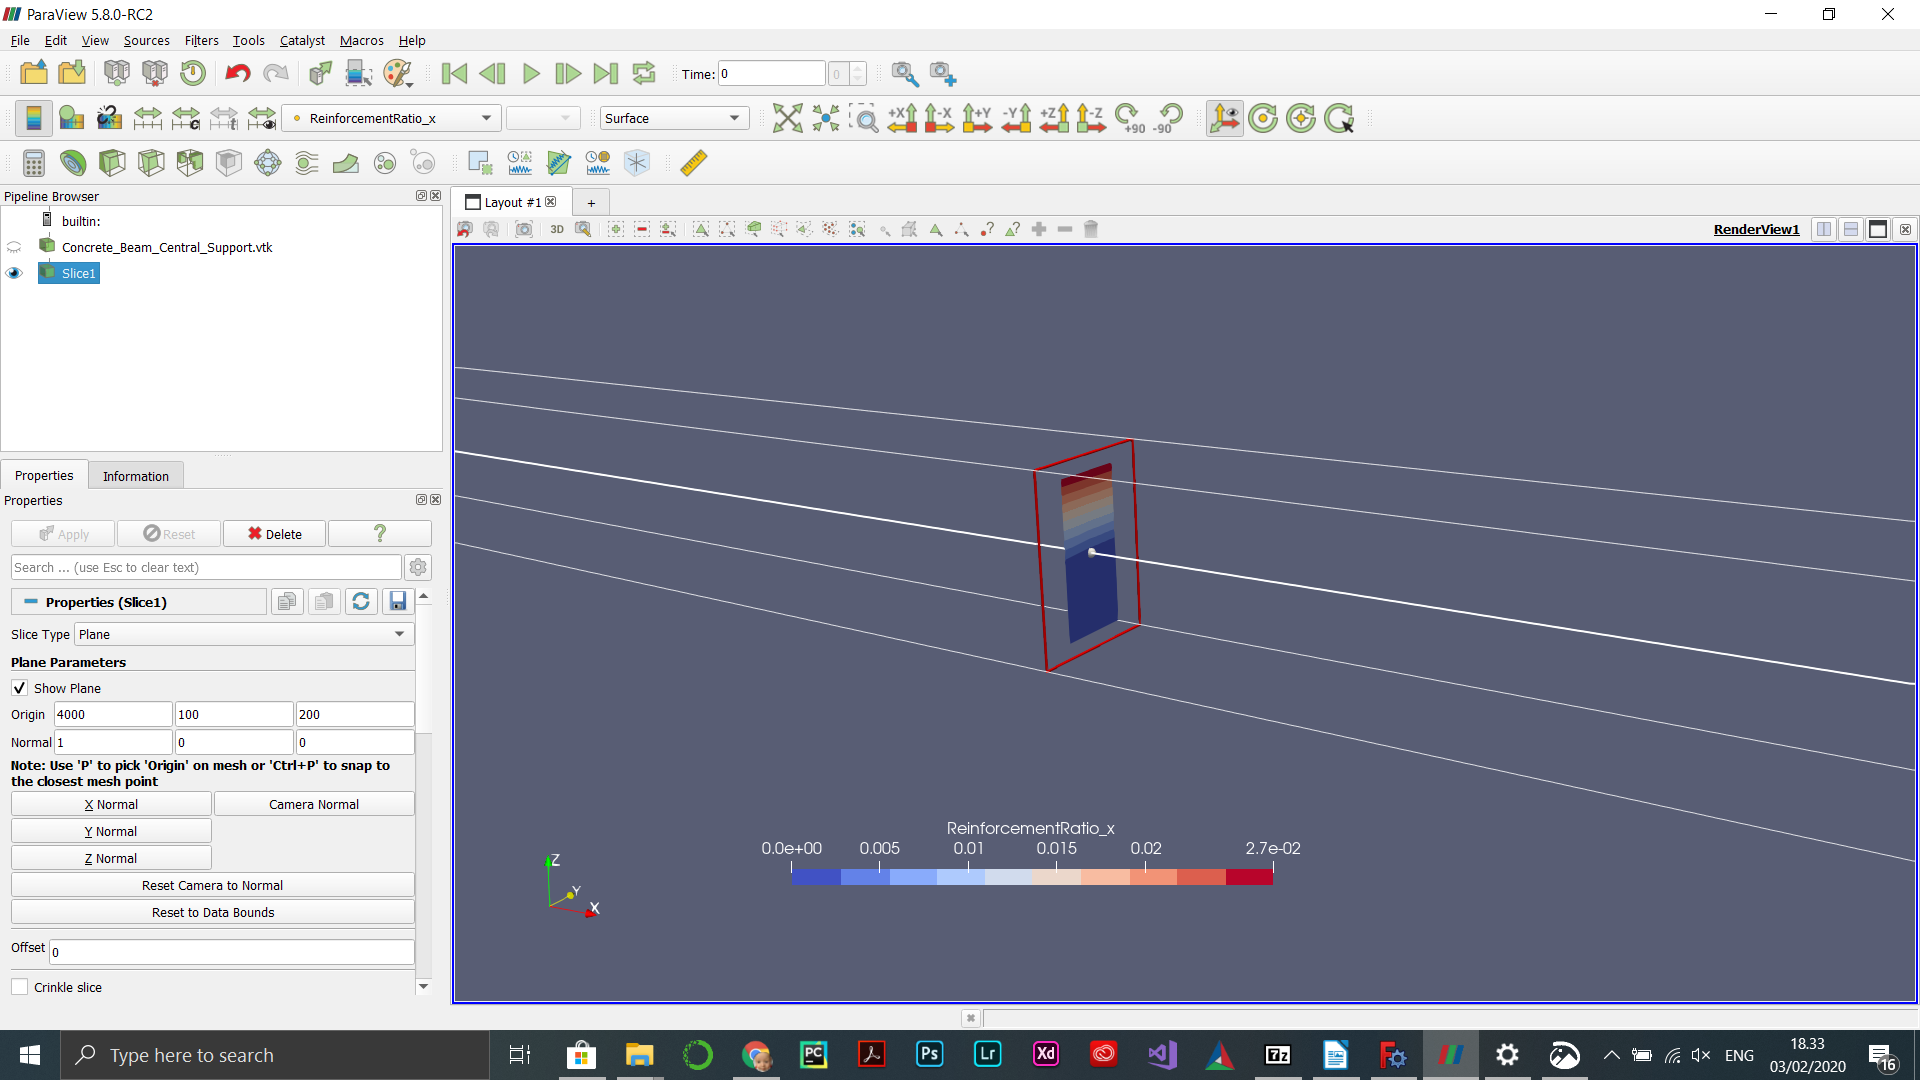 ParaView 5.8.0-RC2
File Edit View Sources Filters Tools Catalyst Macros Help
Time: 0 0
ReinforcementRatio_x Surface +X -X +Y -Y +Z -Z +90 -90
Pipeline Browser
Layout #1 +
builtin:
3D RenderView1
Concrete_Beam_Central_Support.vtk
Slice1
Properties Information
Properties
Apply Reset Delete ?
Search ... (use Esc to clear text)
Properties (Slice1)
Slice Type Plane
Plane Parameters
Show Plane
Origin 4000 100 200
Normal 1 0 0
Note: Use 'P' to pick 'Origin' on mesh or 'Ctrl+P' to snap to
the closest mesh point
X Normal Camera Normal
Y Normal
Z Normal
Reset Camera to Normal
Reset to Data Bounds
Offset 0
Crinkle slice
ReinforcementRatio_x
0.0e+00 0.005 0.01 0.015 0.02 2.7e-02
Z
Y
X
Type here to search
PC Ps Lr Xd 7z ENG
18.33
03/02/2020
16